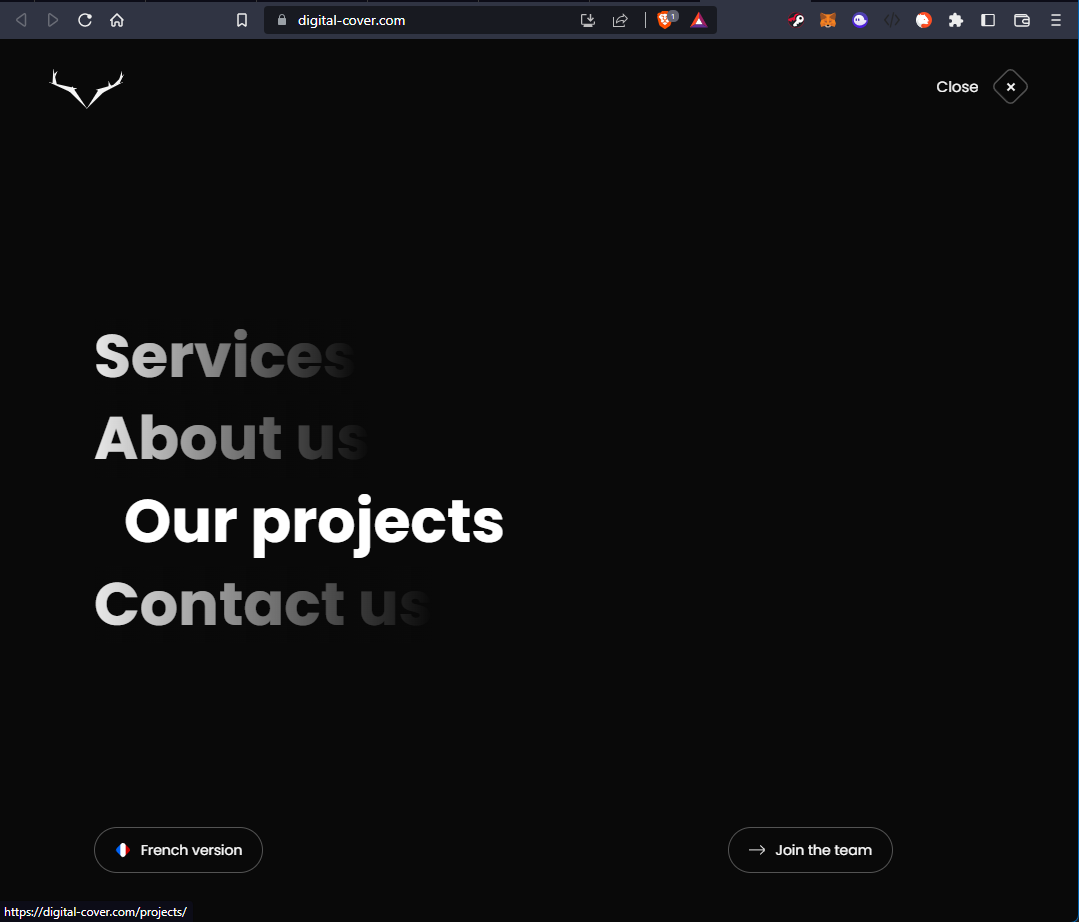 digital-cover.com
1
Close
Services
About us
Our projects
Contact us
French version
Join the team
https://digital-cover.com/projects/